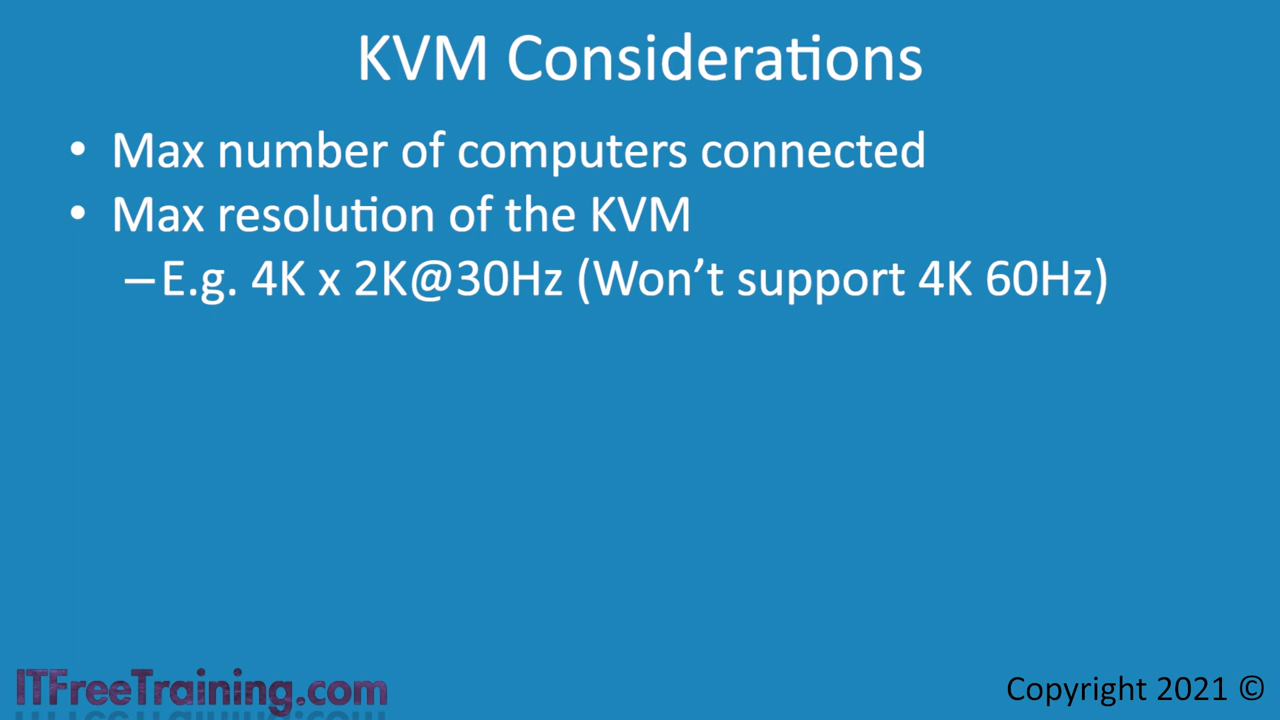 KVM Considerations
• Max number of computers connected
• Max resolution of the KVM
–E.g. 4K x 2K@30Hz (Won’t support 4K 60Hz)
ITFreeTraining.com
Copyright 2021 ©